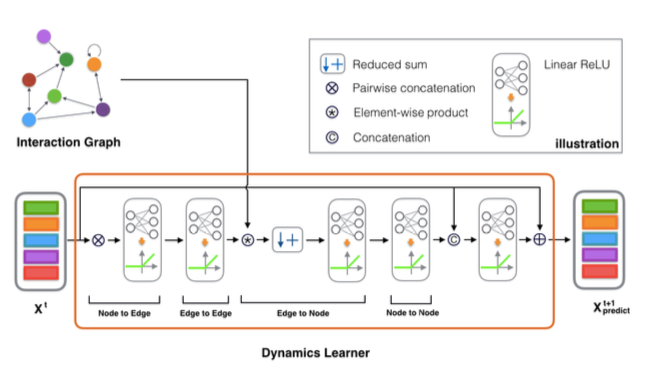 Interaction Graph
Reduced sum
Linear ReLU
Pairwise concatenation
Element-wise product
Concatenation
illustration
X^t
Node to Edge
Edge to Edge
Edge to Node
Node to Node
X^{t+1}_{predict}
Dynamics Learner